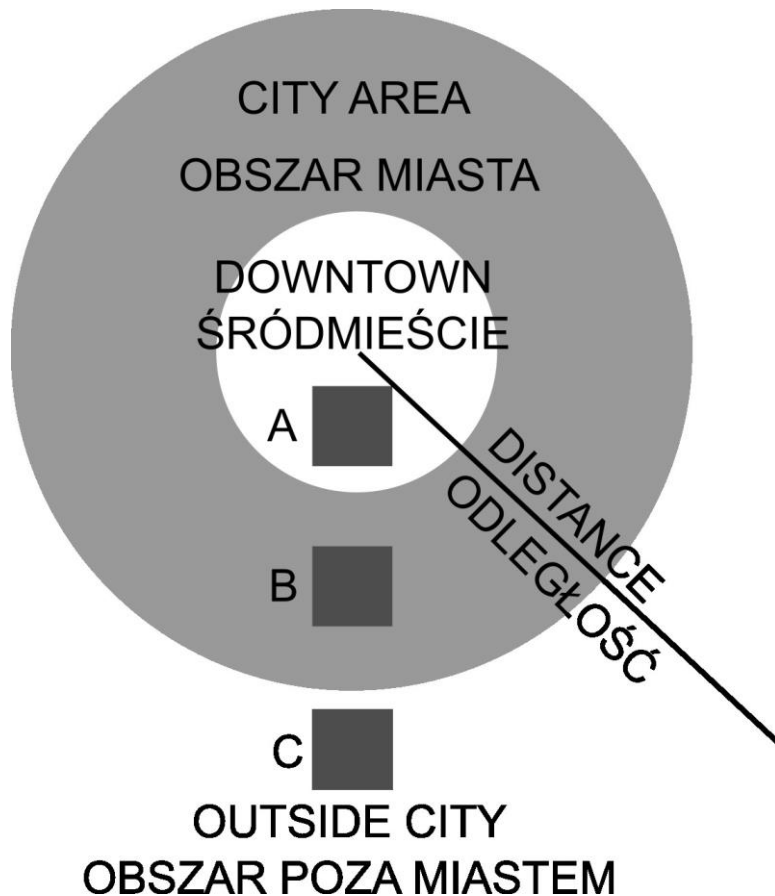 CITY AREA
OBSZAR MIASTA
DOWNTOWN
ŚRÓDMIEŚCIE
A
DISTANCE
ODLEGŁOŚĆ
B
C
OUTSIDE CITY
OBSZAR POZA MIASTEM